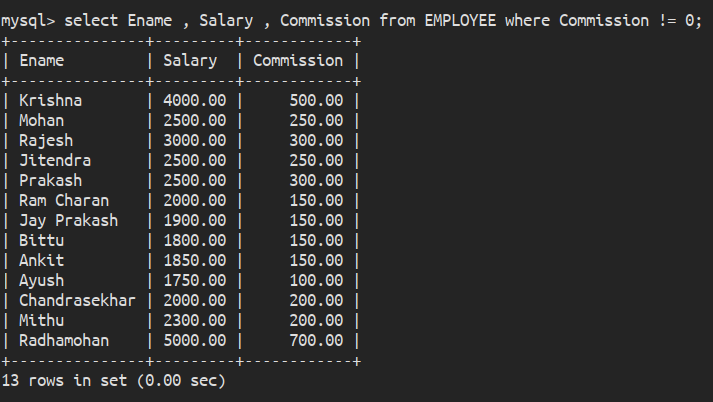 mysql> select Ename , Salary , Commission from EMPLOYEE where Commission != 0;
+---------------+---------+------------+
| Ename         | Salary  | Commission |
+---------------+---------+------------+
| Krishna       | 4000.00 |     500.00 |
| Mohan         | 2500.00 |     250.00 |
| Rajesh        | 3000.00 |     300.00 |
| Jitendra      | 2500.00 |     250.00 |
| Prakash       | 2500.00 |     300.00 |
| Ram Charan    | 2000.00 |     150.00 |
| Jay Prakash   | 1900.00 |     150.00 |
| Bittu         | 1800.00 |     150.00 |
| Ankit         | 1850.00 |     150.00 |
| Ayush         | 1750.00 |     100.00 |
| Chandrasekhar | 2000.00 |     200.00 |
| Mithu         | 2300.00 |     200.00 |
| Radhamohan    | 5000.00 |     700.00 |
+---------------+---------+------------+
13 rows in set (0.00 sec)